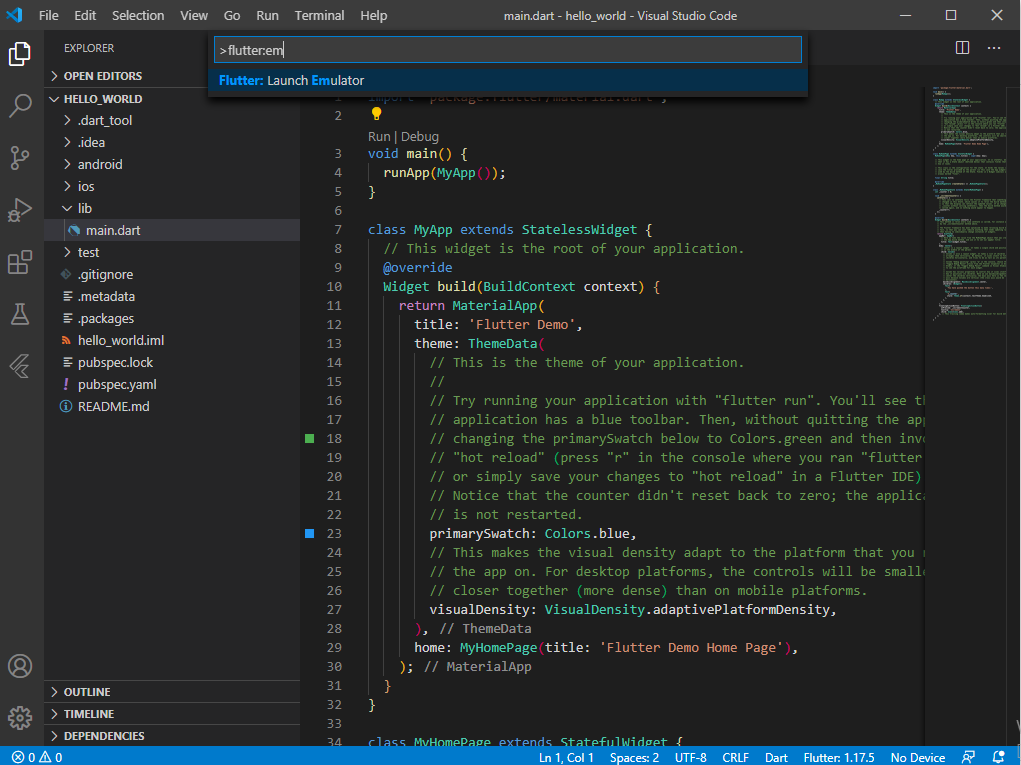 File Edit Selection View Go Run Terminal Help
main.dart - hello_world - Visual Studio Code
EXPLORER
>flutter:em
Flutter: Launch Emulator
OPEN EDITORS
HELLO_WORLD
.dart_tool
.idea
android
ios
lib
main.dart
test
.gitignore
.metadata
.packages
hello_world.iml
pubspec.lock
pubspec.yaml
README.md
OUTLINE
TIMELINE
DEPENDENCIES
1 import 'package:flutter/material.dart';
2
Run | Debug
3 void main() {
4 runApp(MyApp());
5 }
6
7 class MyApp extends StatelessWidget {
8 // This widget is the root of your application.
9 @override
10 Widget build(BuildContext context) {
11 return MaterialApp(
12 title: 'Flutter Demo',
13 theme: ThemeData(
14 // This is the theme of your application.
15 //
16 // Try running your application with "flutter run". You'll see
17 // application has a blue toolbar. Then, without quitting the
18 // changing the primarySwatch below to Colors.green and then
19 // "hot reload" (press "r" in the console where you ran "flutter
20 // or simply save your changes to "hot reload" in a Flutter IDE)
21 // Notice that the counter didn't reset back to zero; the
22 // is not restarted.
23 primarySwatch: Colors.blue,
24 // This makes the visual density adapt to the platform that you
25 // the app on. For desktop platforms, the controls will be
26 // closer together (more dense) than on mobile platforms.
27 visualDensity: VisualDensity.adaptivePlatformDensity,
28 ), // ThemeData
29 home: MyHomePage(title: 'Flutter Demo Home Page'),
30 ); // MaterialApp
31 }
32 }
33
34 class MyHomePage extends StatefulWidget {
0 0 Ln 1, Col 1 Spaces: 2 UTF-8 CRLF Dart Flutter: 1.17.5 No Device